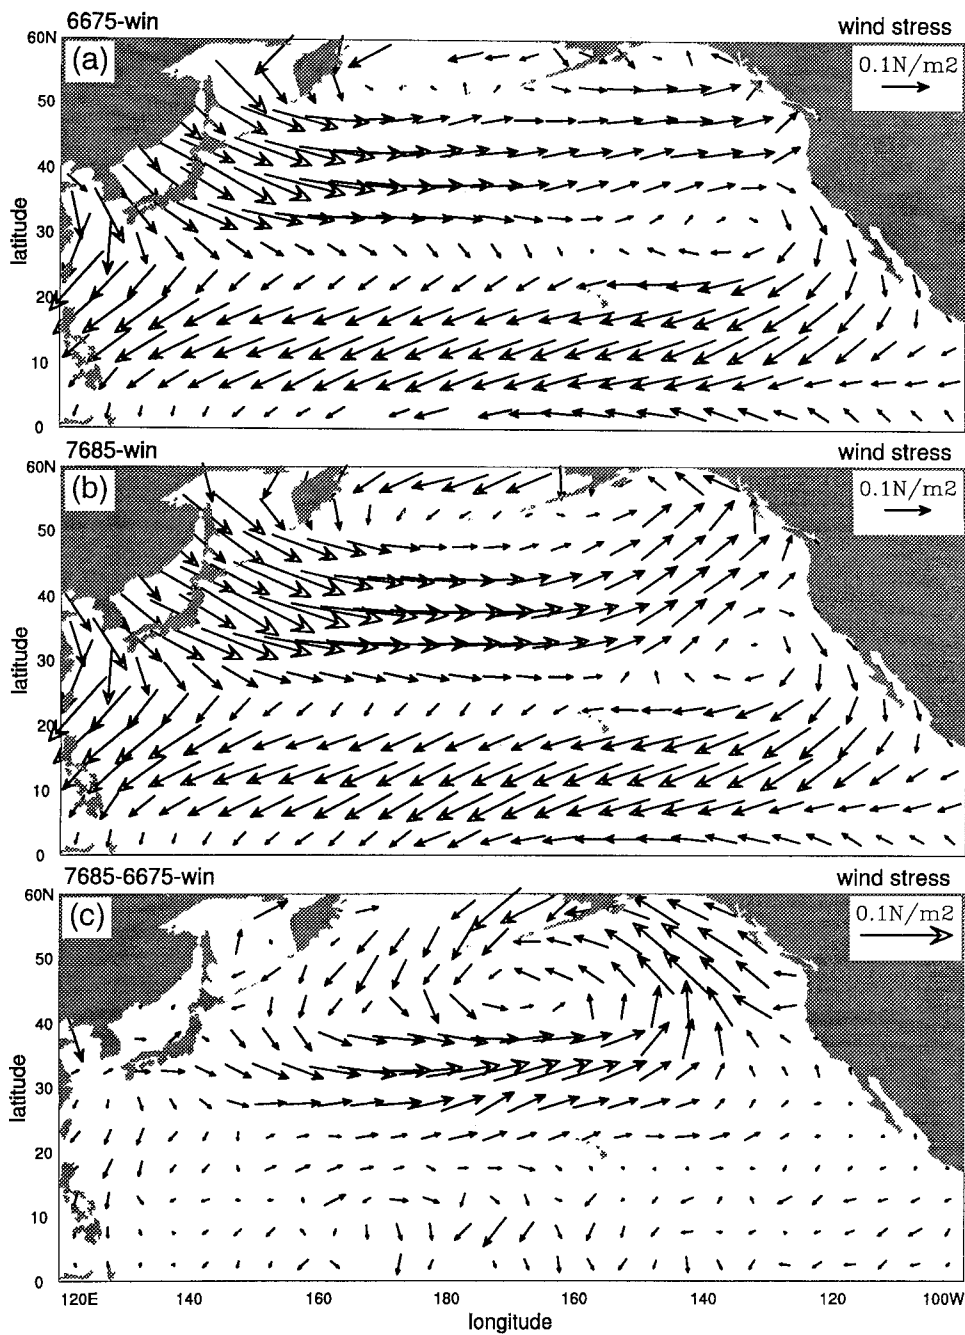 6675-win wind stress
60N
(a)
0.1N/m2
50
40
30
20
10
0
latitude
7685-win wind stress
60N
(b)
0.1N/m2
50
40
30
20
10
0
latitude
7685-6675-win wind stress
60N
(c)
0.1N/m2
50
40
30
20
10
0
latitude
120E 140 160 180 160 140 120 100W
longitude